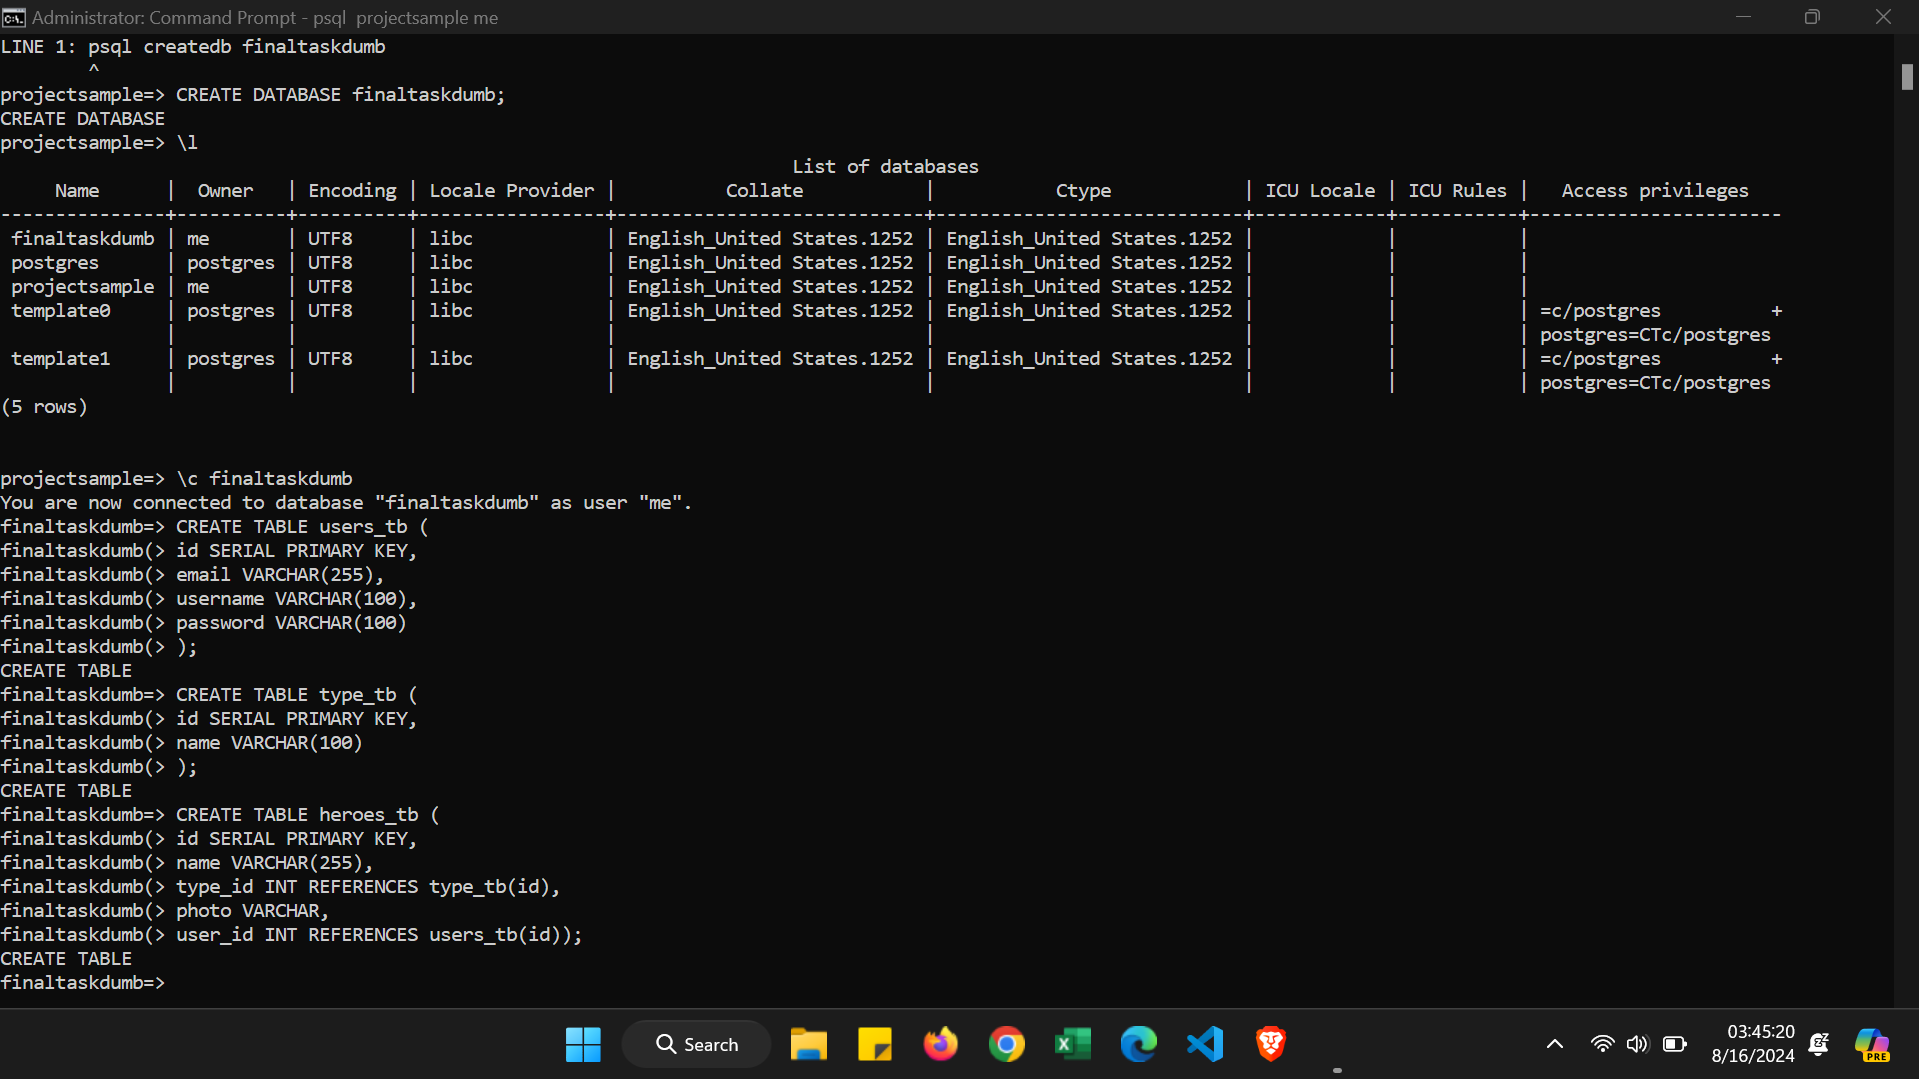 Administrator: Command Prompt - psql  projectsample me
LINE 1: psql createdb finaltaskdumb
        ^
projectsample=> CREATE DATABASE finaltaskdumb;
CREATE DATABASE
projectsample=> \l
                                                                        List of databases
     Name      |  Owner   | Encoding | Locale Provider |          Collate           |           Ctype            | ICU Locale | ICU Rules |   Access privileges
---------------+----------+----------+-----------------+----------------------------+----------------------------+------------+-----------+-----------------------
 finaltaskdumb | me       | UTF8     | libc            | English_United States.1252 | English_United States.1252 |            |           |
 postgres      | postgres | UTF8     | libc            | English_United States.1252 | English_United States.1252 |            |           |
 projectsample | me       | UTF8     | libc            | English_United States.1252 | English_United States.1252 |            |           |
 template0     | postgres | UTF8     | libc            | English_United States.1252 | English_United States.1252 |            |           | =c/postgres          +
               |          |          |                 |                            |                            |            |           | postgres=CTc/postgres
 template1     | postgres | UTF8     | libc            | English_United States.1252 | English_United States.1252 |            |           | =c/postgres          +
               |          |          |                 |                            |                            |            |           | postgres=CTc/postgres
(5 rows)
projectsample=> \c finaltaskdumb
You are now connected to database "finaltaskdumb" as user "me".
finaltaskdumb=> CREATE TABLE users_tb (
finaltaskdumb(> id SERIAL PRIMARY KEY,
finaltaskdumb(> email VARCHAR(255),
finaltaskdumb(> username VARCHAR(100),
finaltaskdumb(> password VARCHAR(100)
finaltaskdumb(> );
CREATE TABLE
finaltaskdumb=> CREATE TABLE type_tb (
finaltaskdumb(> id SERIAL PRIMARY KEY,
finaltaskdumb(> name VARCHAR(100)
finaltaskdumb(> );
CREATE TABLE
finaltaskdumb=> CREATE TABLE heroes_tb (
finaltaskdumb(> id SERIAL PRIMARY KEY,
finaltaskdumb(> name VARCHAR(255),
finaltaskdumb(> type_id INT REFERENCES type_tb(id),
finaltaskdumb(> photo VARCHAR,
finaltaskdumb(> user_id INT REFERENCES users_tb(id));
CREATE TABLE
finaltaskdumb=>
Search
03:45:20
8/16/2024
PRE